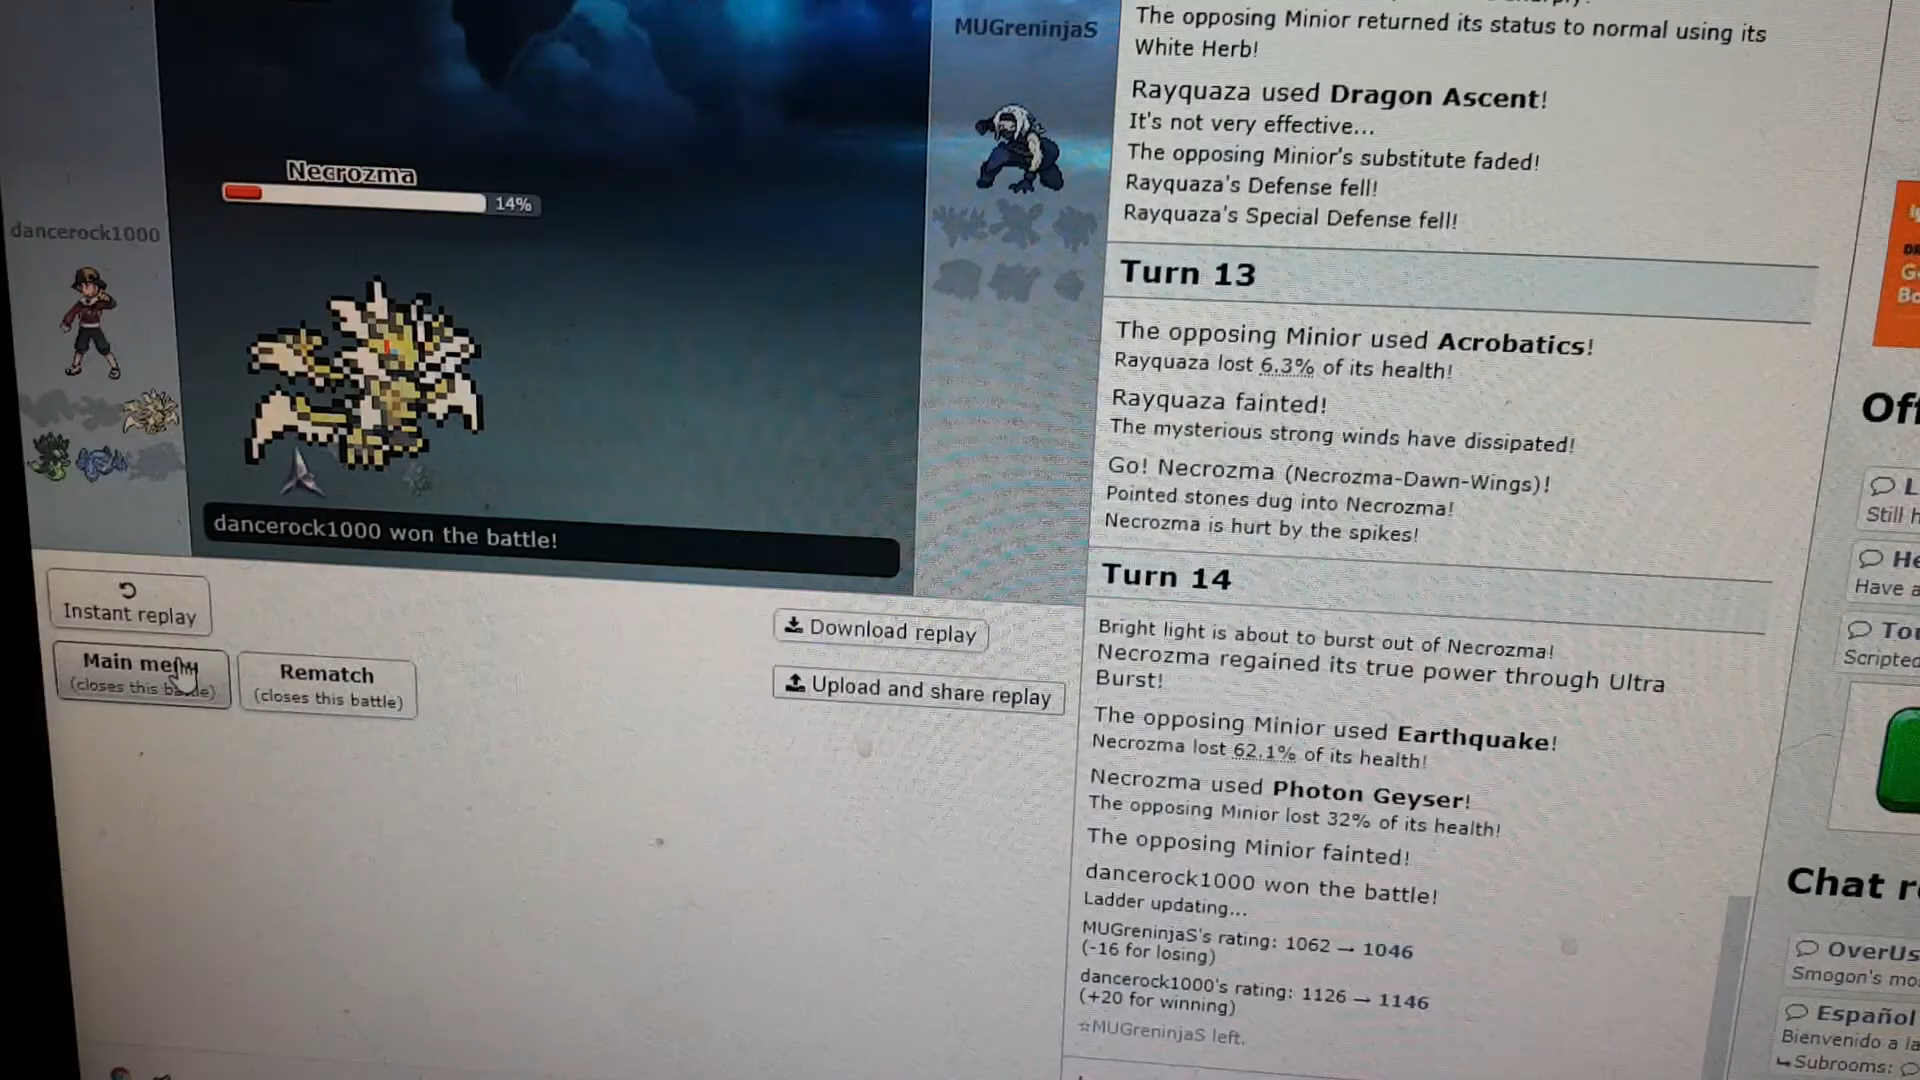 MUGreninjaS
Necrozma
14%
dancerock1000
dancerock1000 won the battle!
Instant replay
Main me
(closes this battle)
Rematch
(closes this battle)
Download replay
Upload and share replay
The opposing Minior returned its status to normal using its
White Herb!
Rayquaza used Dragon Ascent!
It's not very effective...
The opposing Minior's substitute faded!
Rayquaza's Defense fell!
Rayquaza's Special Defense fell!
Turn 13
The opposing Minior used Acrobatics!
Rayquaza lost 6.3% of its health!
Rayquaza fainted!
The mysterious strong winds have dissipated!
Go! Necrozma (Necrozma-Dawn-Wings)!
Pointed stones dug into Necrozma!
Necrozma is hurt by the spikes!
Turn 14
Bright light is about to burst out of Necrozma!
Necrozma regained its true power through Ultra
Burst!
The opposing Minior used Earthquake!
Necrozma lost 62.1% of its health!
Necrozma used Photon Geyser!
The opposing Minior lost 32% of its health!
The opposing Minior fainted!
dancerock1000 won the battle!
Ladder updating...
MUGreninjaS's rating: 1062 → 1046
(-16 for losing)
dancerock1000's rating: 1126 → 1146
(+20 for winning)
☆MUGreninjaS left.
Off
L
Still h
He
Have a
Tou
Scripted
Chat r
OverUs
Smogon's mo
Español
Bienvenido a la
↳Subrooms: